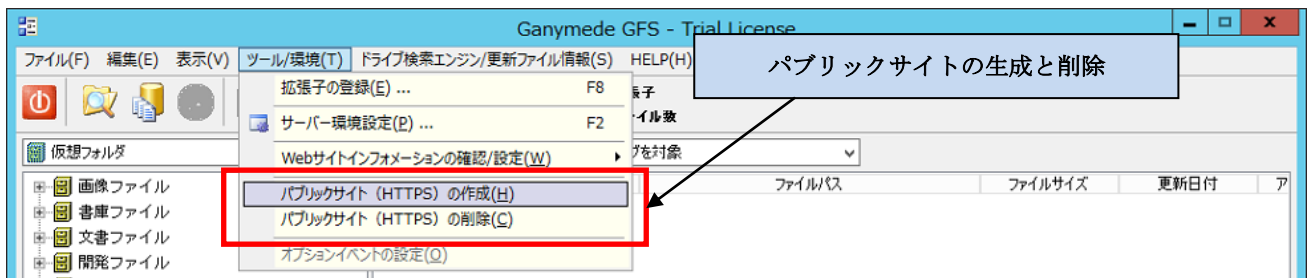 Ganymede GFS - Trial License
ファイル(F) 編集(E) 表示(V) ツール/環境(T) ドライブ検索エンジン/更新ファイル情報(S) HELP(H)
パブリックサイトの生成と削除
拡張子の登録(E) ... F8
張子
サーバー環境設定(P) ... F2
イル数
仮想フォルダ
Webサイトインフォメーションの確認/設定(W)
グを対象
パブリックサイト（HTTPS）の作成(H)
パブリックサイト（HTTPS）の削除(C)
オプションイベントの設定(O)
ファイルパス ファイルサイズ 更新日付 ア
画像ファイル
書庫ファイル
文書ファイル
開発ファイル